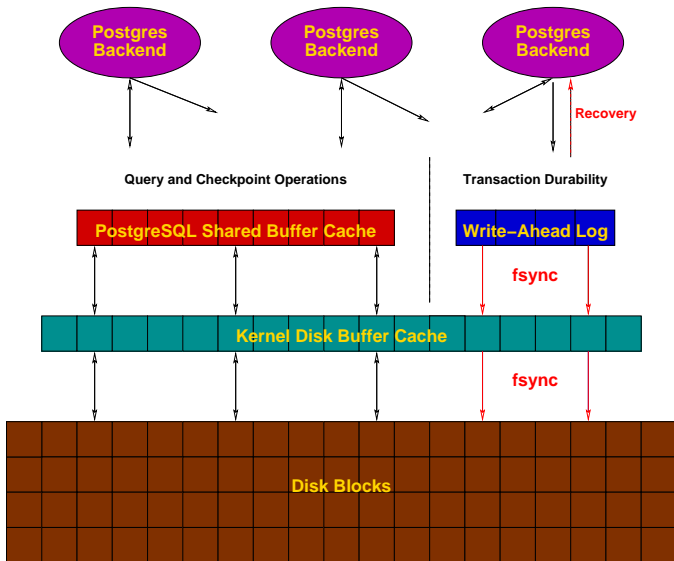 Postgres
Backend
Postgres
Backend
Postgres
Backend
Recovery
Query and Checkpoint Operations
Transaction Durability
PostgreSQL Shared Buffer Cache
Write−Ahead Log
fsync
Kernel Disk Buffer Cache
fsync
Disk Blocks